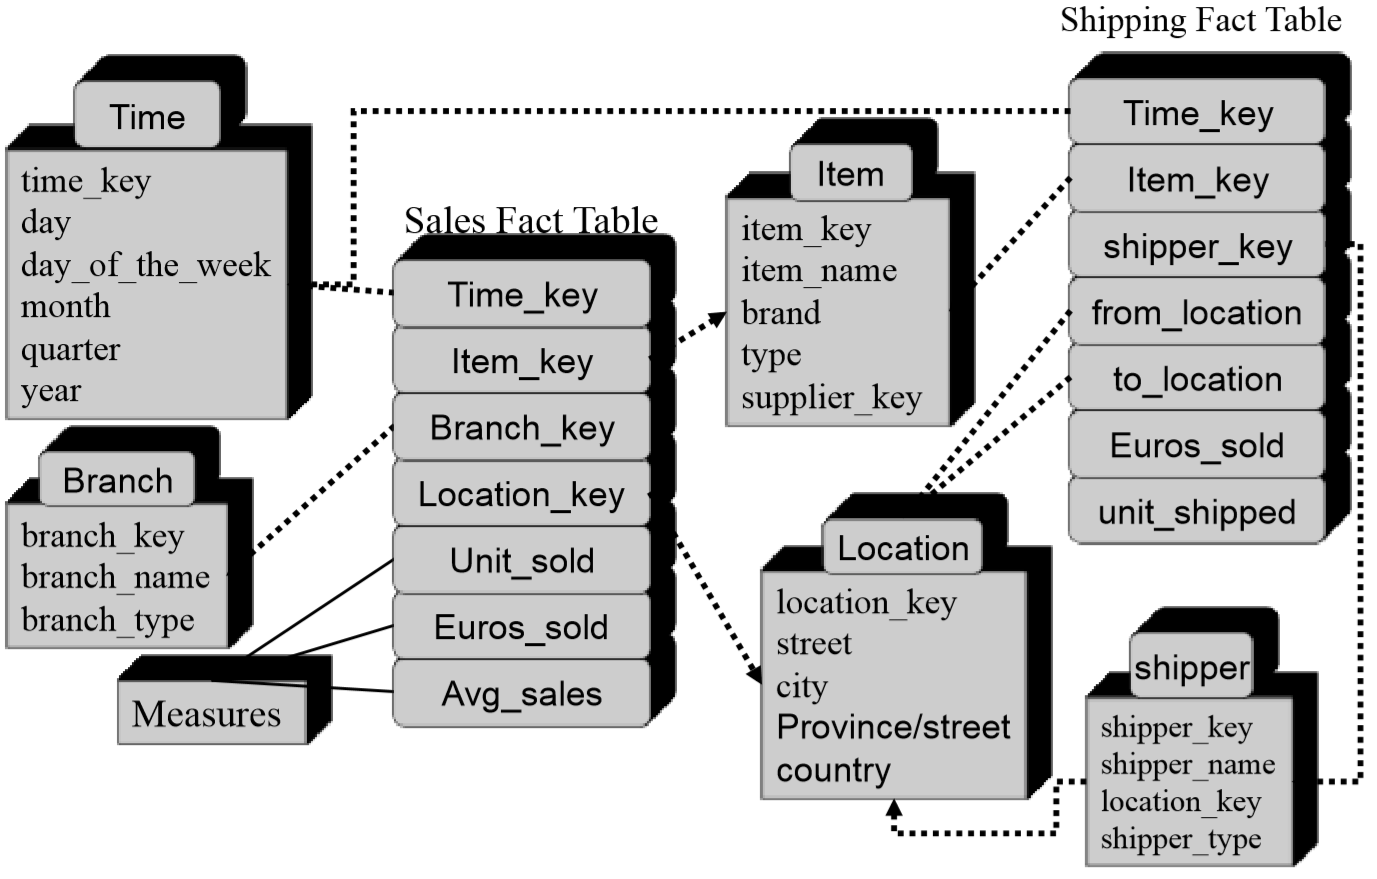 Shipping Fact Table
Time
time_key
day
day_of_the_week
month
quarter
year
Sales Fact Table
Time_key
Item_key
Branch_key
Location_key
Unit_sold
Euros_sold
Avg_sales
Branch
branch_key
branch_name
branch_type
Measures
Item
item_key
item_name
brand
type
supplier_key
Location
location_key
street
city
Province/street
country
Time_key
Item_key
shipper_key
from_location
to_location
Euros_sold
unit_shipped
shipper
shipper_key
shipper_name
location_key
shipper_type